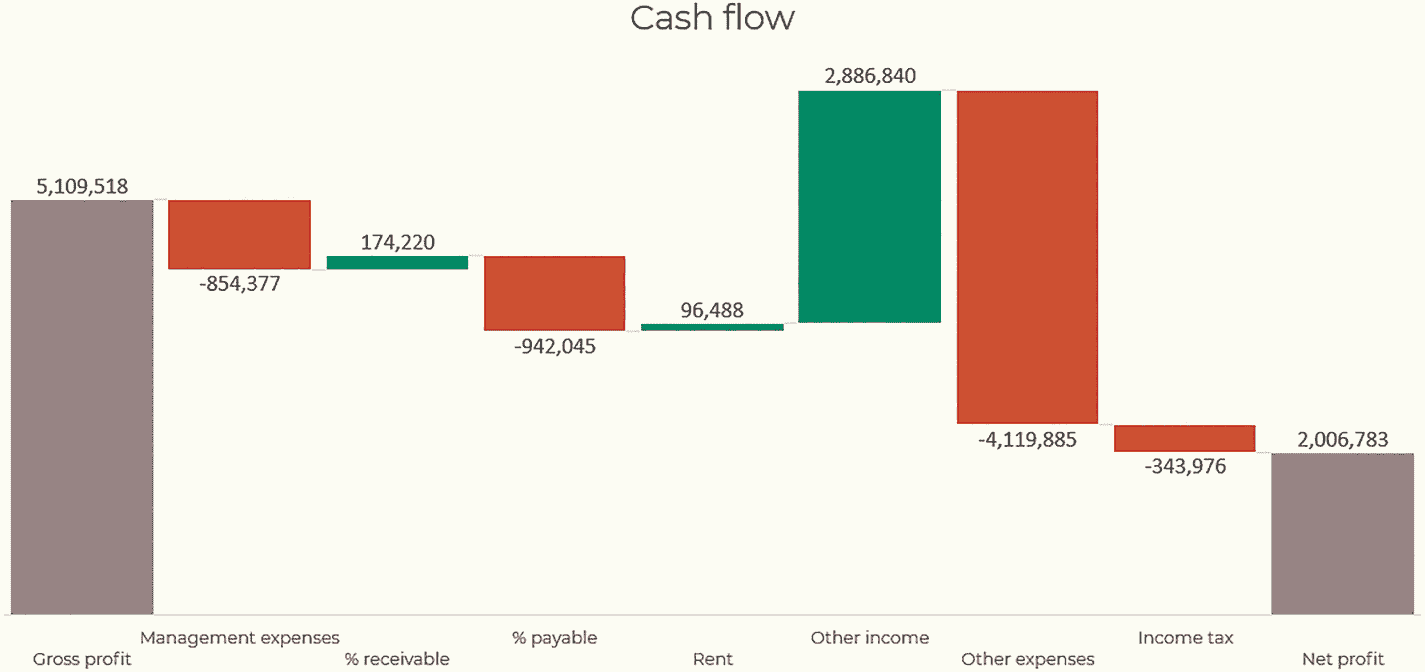 Cash flow
5,109,518
-854,377
174,220
-942,045
96,488
2,886,840
-4,119,885
-343,976
2,006,783
Gross profit
Management expenses
% receivable
% payable
Rent
Other income
Other expenses
Income tax
Net profit